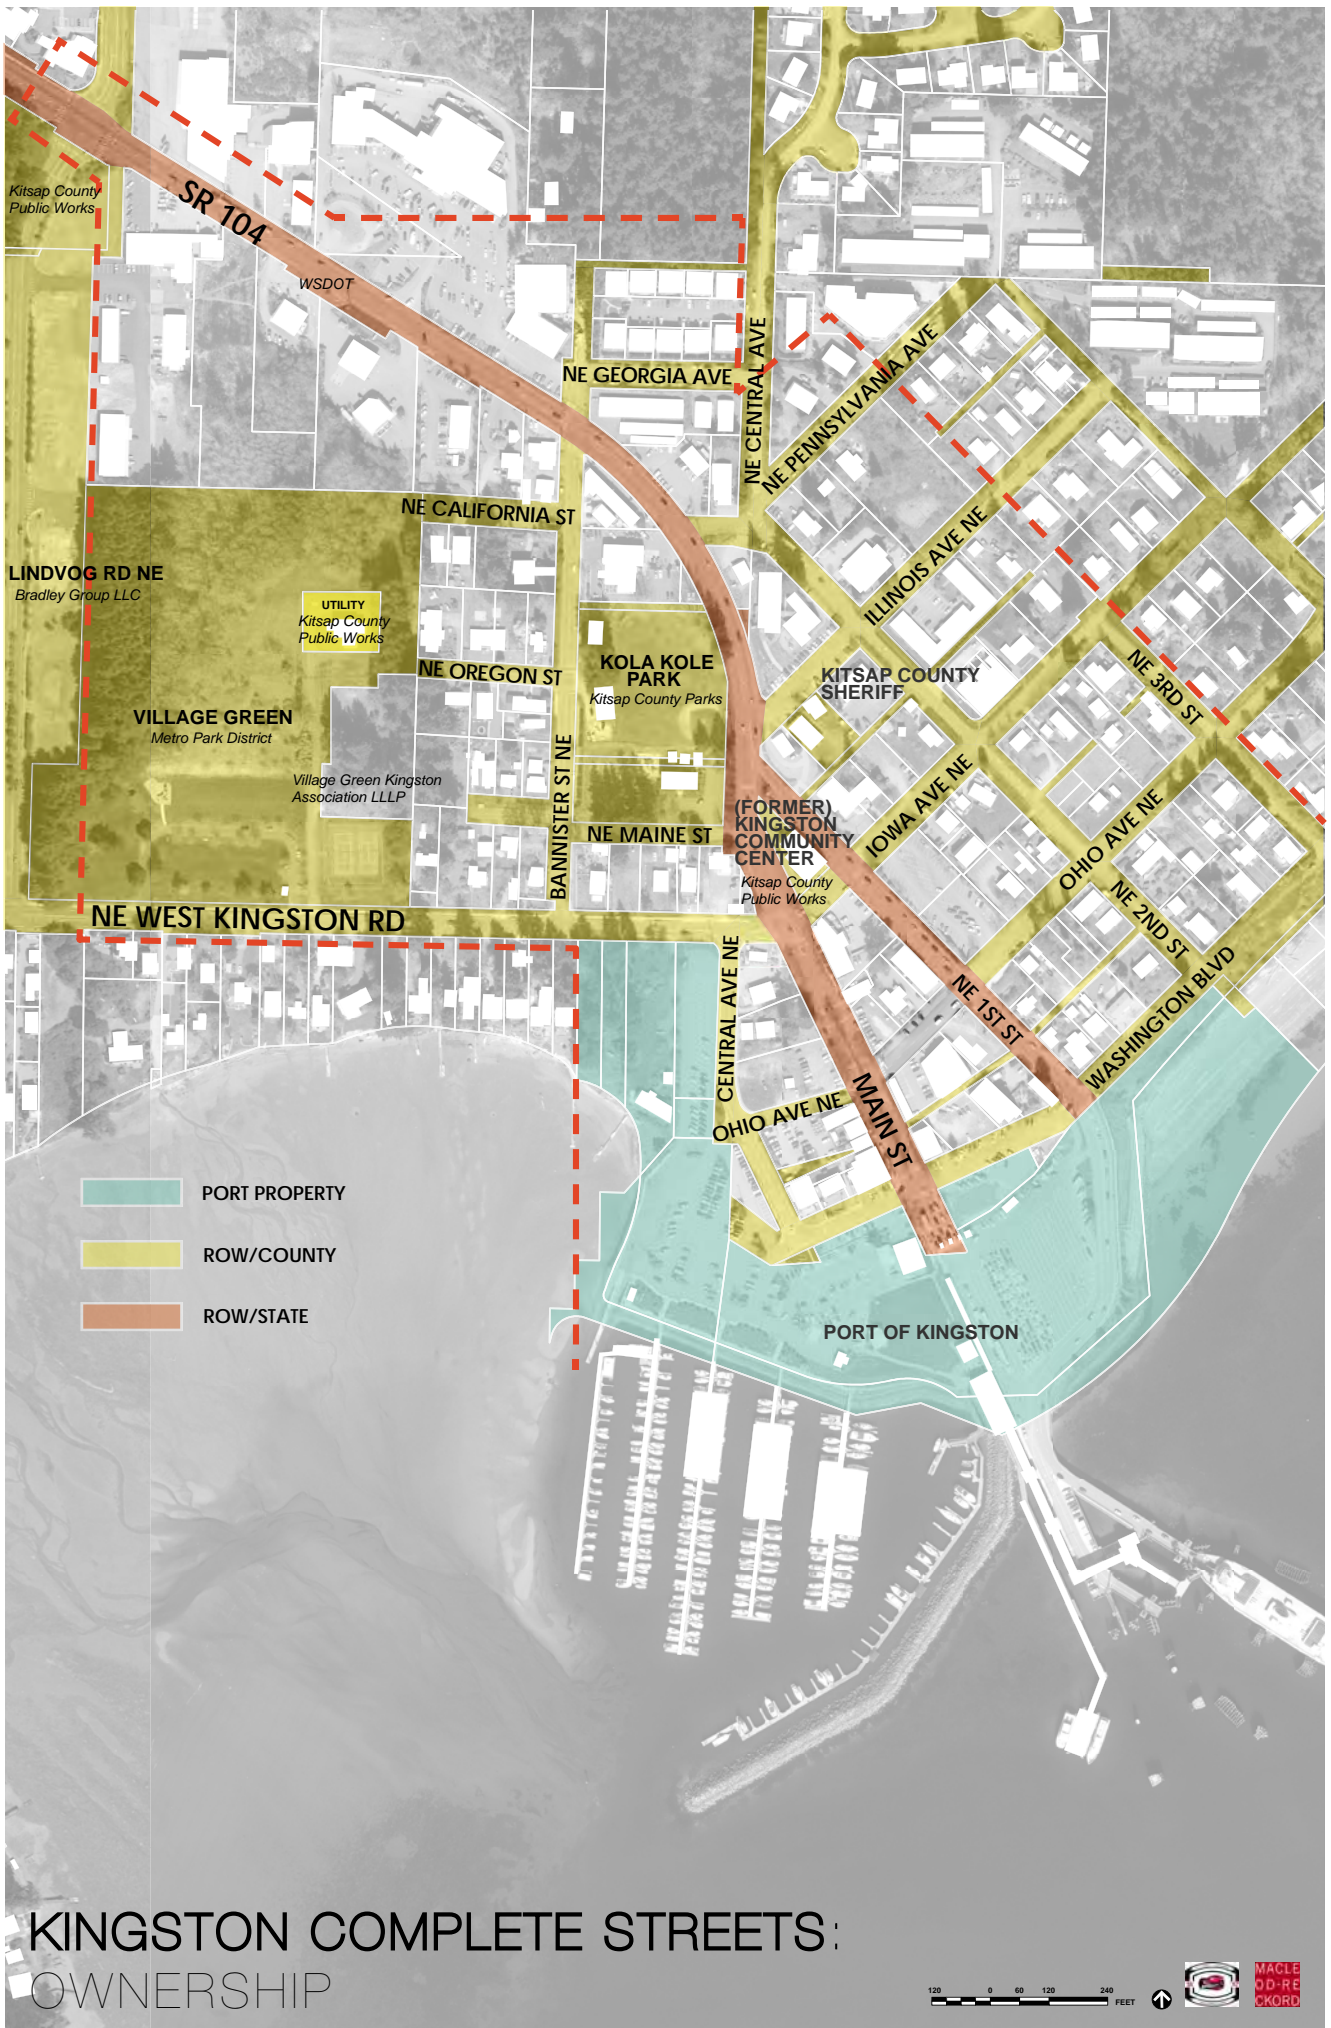 Kitsap County
Public Works
SR 104
WSDOT
NE GEORGIA AVE
NE CENTRAL AVE
NE PENNSYLVANIA AVE
NE CALIFORNIA ST
ILLINOIS AVE NE
LINDVOG RD NE
Bradley Group LLC
UTILITY
Kitsap County
Public Works
NE OREGON ST
KOLA KOLE
PARK
Kitsap County Parks
KITSAP COUNTY
SHERIFF
NE 3RD ST
VILLAGE GREEN
Metro Park District
Village Green Kingston
Association LLLP
BANNISTER ST NE
IOWA AVE NE
OHIO AVE NE
NE MAINE ST
(FORMER)
KINGSTON
COMMUNITY
CENTER
Kitsap County
Public Works
NE 2ND ST
NE WEST KINGSTON RD
CENTRAL AVE NE
NE 1ST ST
WASHINGTON BLVD
MAIN ST
OHIO AVE NE
PORT PROPERTY
ROW/COUNTY
ROW/STATE
PORT OF KINGSTON
KINGSTON COMPLETE STREETS:
OWNERSHIP
120 0 60 120 240
FEET
MACLE
OD-RE
CKORD